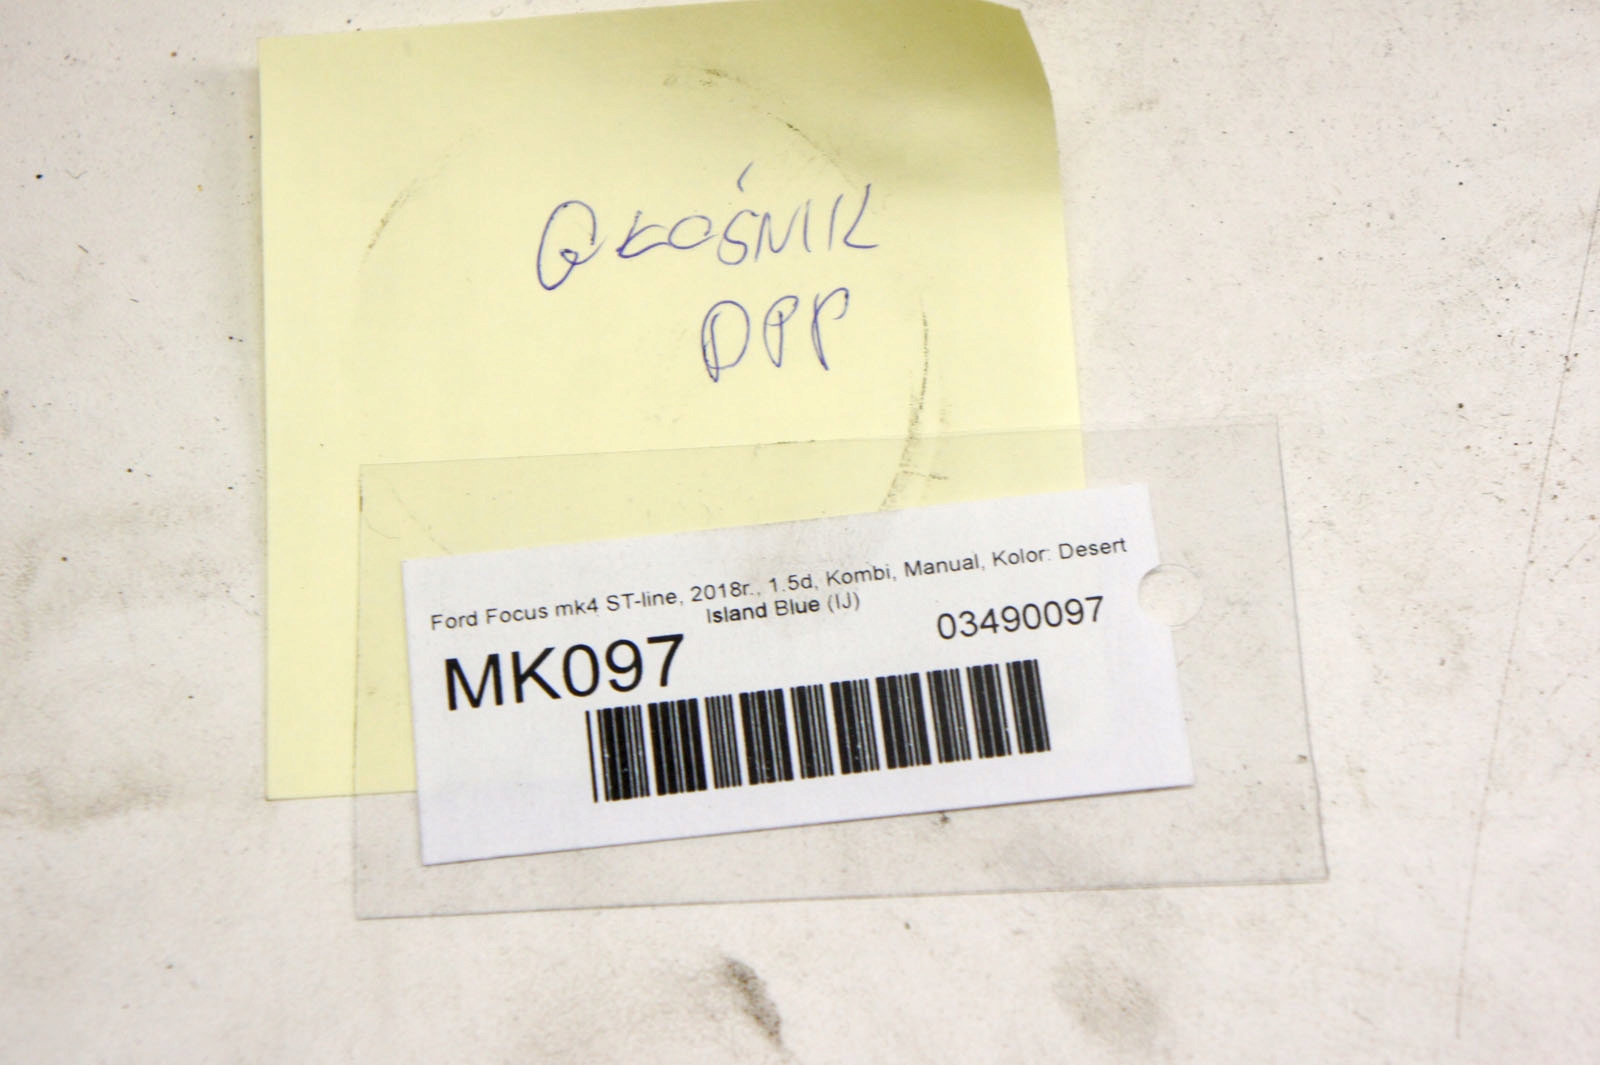 GŁOŚNIK
DPP
Ford Focus mk4 ST-line, 2018r., 1.5d, Kombi, Manual, Kolor: Desert
Island Blue (IJ)
MK097
03490097